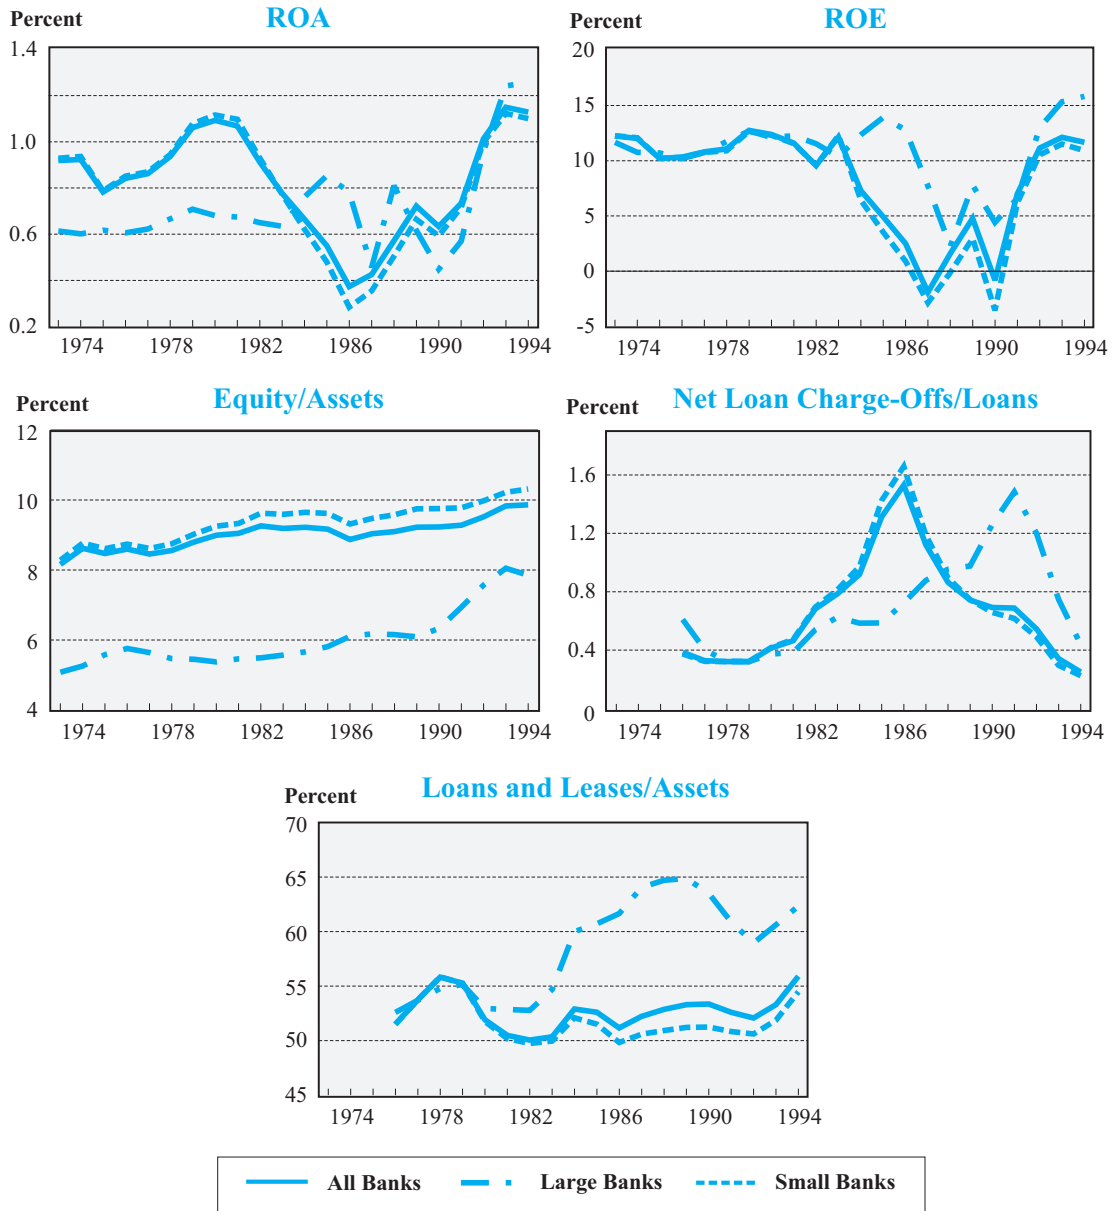 ROA
Percent
1.4
1.0
0.6
0.2
1974 1978 1982 1986 1990 1994
ROE
Percent
20
15
10
5
0
-5
1974 1978 1982 1986 1990 1994
Equity/Assets
Percent
12
10
8
6
4
1974 1978 1982 1986 1990 1994
Net Loan Charge-Offs/Loans
Percent
1.6
1.2
0.8
0.4
0
1974 1978 1982 1986 1990 1994
Loans and Leases/Assets
Percent
70
65
60
55
50
45
1974 1978 1982 1986 1990 1994
All Banks Large Banks Small Banks